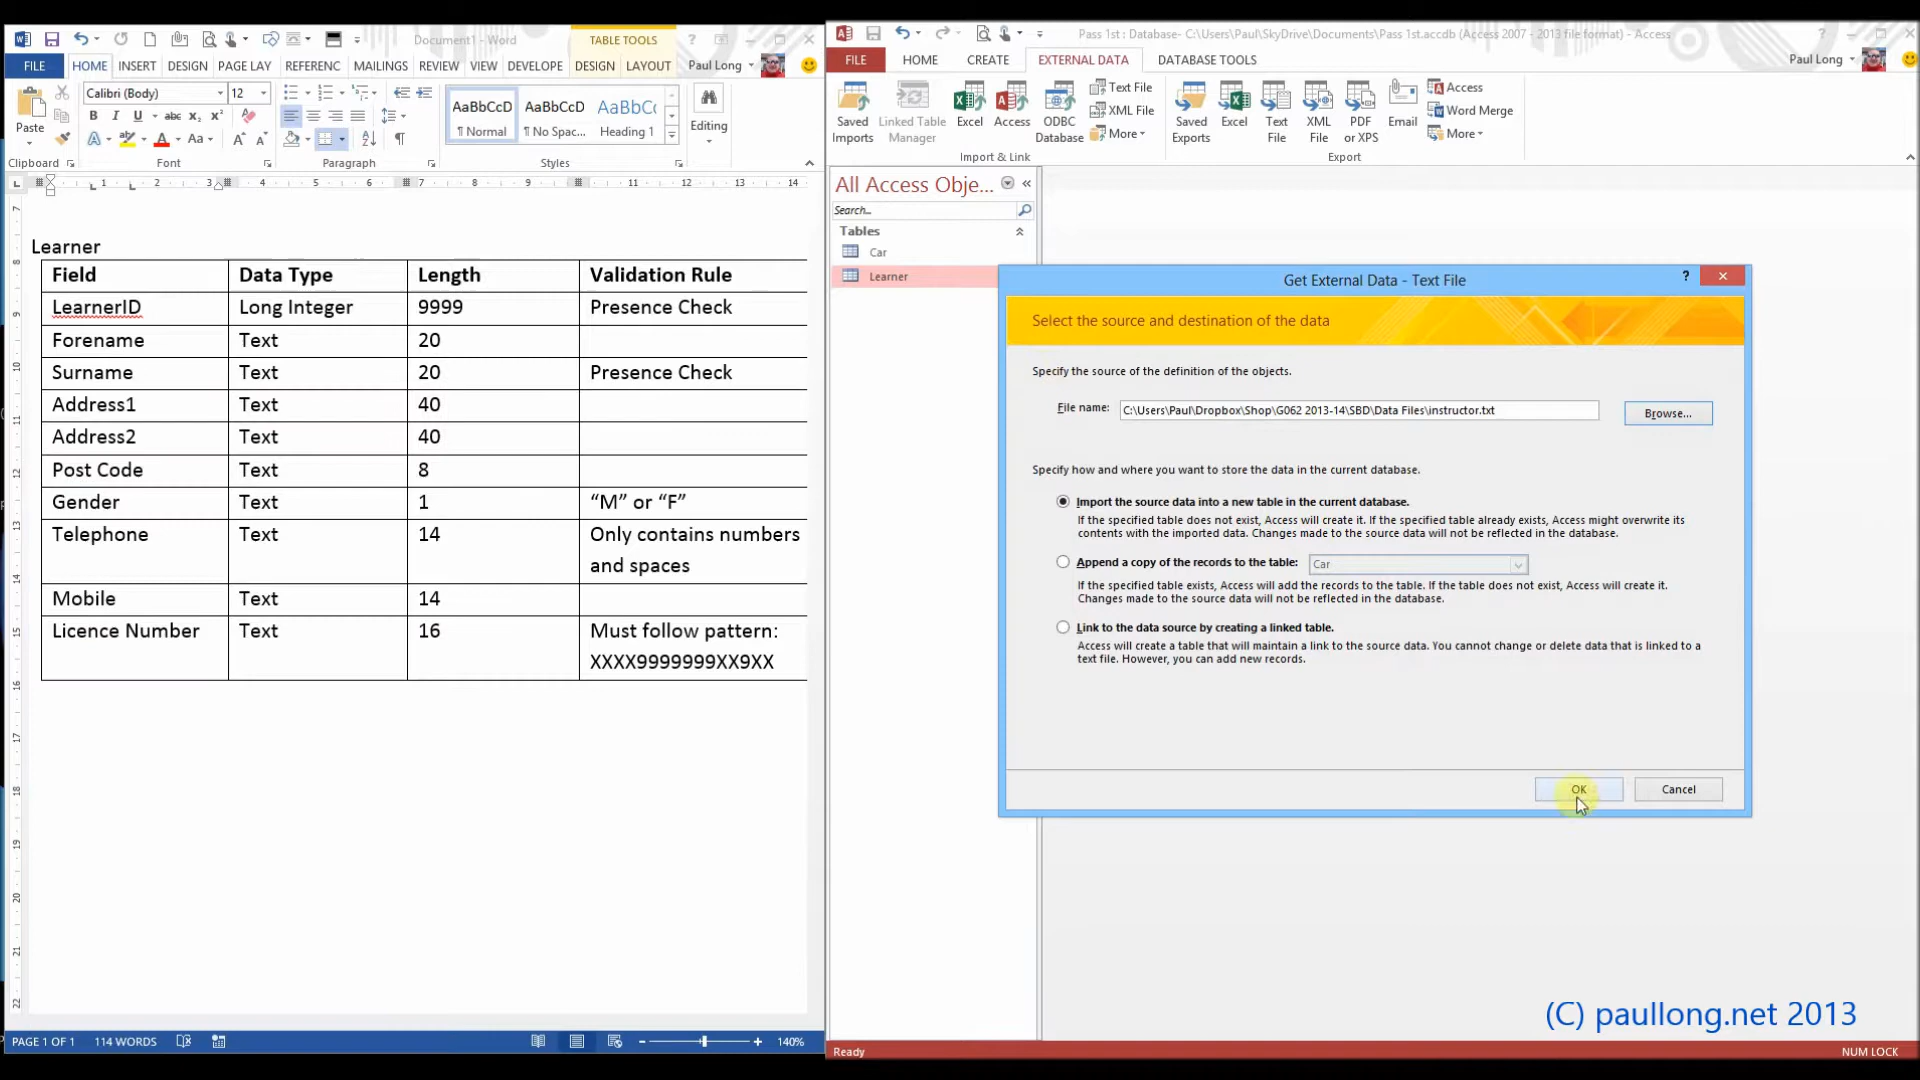 Document1 - Word
TABLE TOOLS
FILE HOME INSERT DESIGN PAGE LAY REFERENC MAILINGS REVIEW VIEW DEVELOPE DESIGN LAYOUT Paul Long
Calibri (Body) 12
Paste
AaBbCcD AaBbCcD AaBbC
¶ Normal ¶ No Spac... Heading 1
Editing
Clipboard Font Paragraph Styles
Learner
Field Data Type Length Validation Rule
LearnerID Long Integer 9999 Presence Check
Forename Text 20
Surname Text 20 Presence Check
Address1 Text 40
Address2 Text 40
Post Code Text 8
Gender Text 1 “M” or “F”
Telephone Text 14 Only contains numbers
and spaces
Mobile Text 14
Licence Number Text 16 Must follow pattern:
XXXX9999999XX9XX
PAGE 1 OF 1 114 WORDS 140%
Pass 1st : Database- C:\Users\Paul\SkyDrive\Documents\Pass 1st.accdb (Access 2007 - 2013 file format) - Access
FILE HOME CREATE EXTERNAL DATA DATABASE TOOLS Paul Long
Saved Imports
Linked Table Manager
Excel
Access
ODBC Database
Text File
XML File
More
Import & Link
Saved Exports
Excel
Text File
XML File
PDF or XPS
Email
Access
Word Merge
More
Export
All Access Obje...
Search...
Tables
Car
Learner
Get External Data - Text File
Select the source and destination of the data
Specify the source of the definition of the objects.
File name: C:\Users\Paul\Dropbox\Shop\G062 2013-14\SBD\Data Files\instructor.txt Browse...
Specify how and where you want to store the data in the current database.
Import the source data into a new table in the current database.
If the specified table does not exist, Access will create it. If the specified table already exists, Access might overwrite its
contents with the imported data. Changes made to the source data will not be reflected in the database.
Append a copy of the records to the table: Car
If the specified table exists, Access will add the records to the table. If the table does not exist, Access will create it.
Changes made to the source data will not be reflected in the database.
Link to the data source by creating a linked table.
Access will create a table that will maintain a link to the source data. You cannot change or delete data that is linked to a
text file. However, you can add new records.
OK Cancel
(C) paullong.net 2013
Ready NUM LOCK